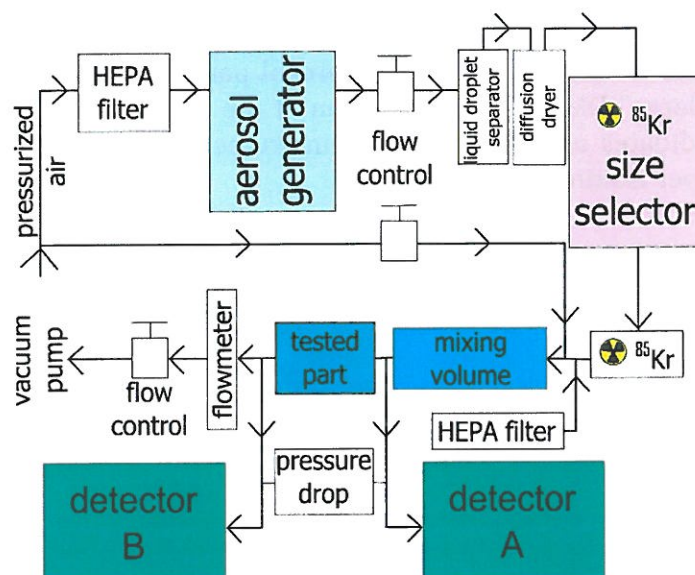 HEPA
filter
aerosol
generator
flow
control
liquid droplet
separator
diffusion
dryer
⁸⁵Kr
size
selector
pressurized
air
vacuum
pump
flow
control
flowmeter
tested
part
mixing
volume
⁸⁵Kr
HEPA filter
pressure
drop
detector
B
detector
A